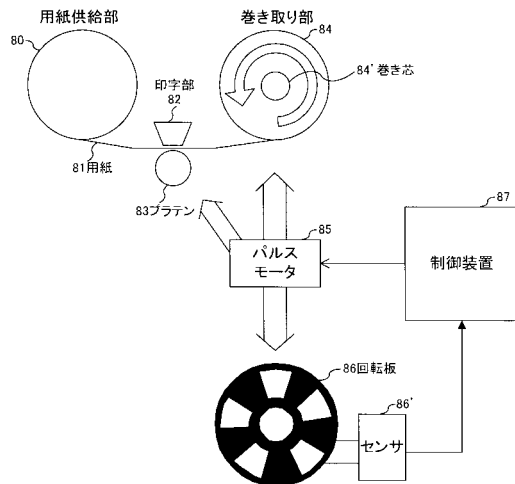 用紙供給部
80
巻き取り部
84
84'巻き芯
印字部
82
81用紙
83プラテン
85
パルス
モータ
87
制御装置
86回転板
86'
センサ